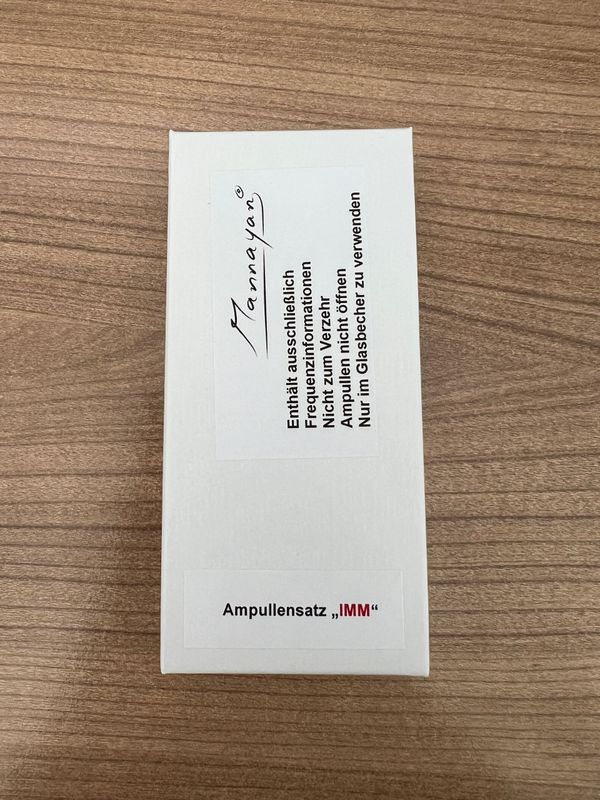 Mannayan©
Enthält ausschließlich
Frequenzinformationen
Nicht zum Verzehr
Ampullen nicht öffnen
Nur im Glasbecher zu verwenden
Ampullensatz „IMM“